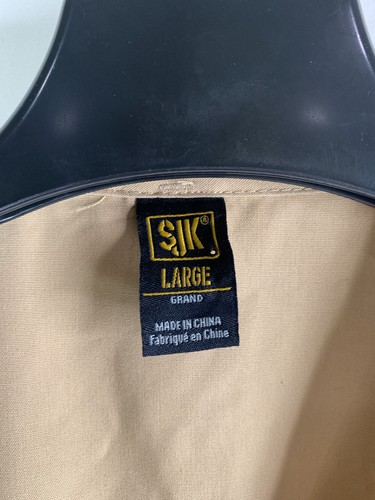 SJK®
LARGE
GRAND
MADE IN CHINA
Fabriqué en Chine